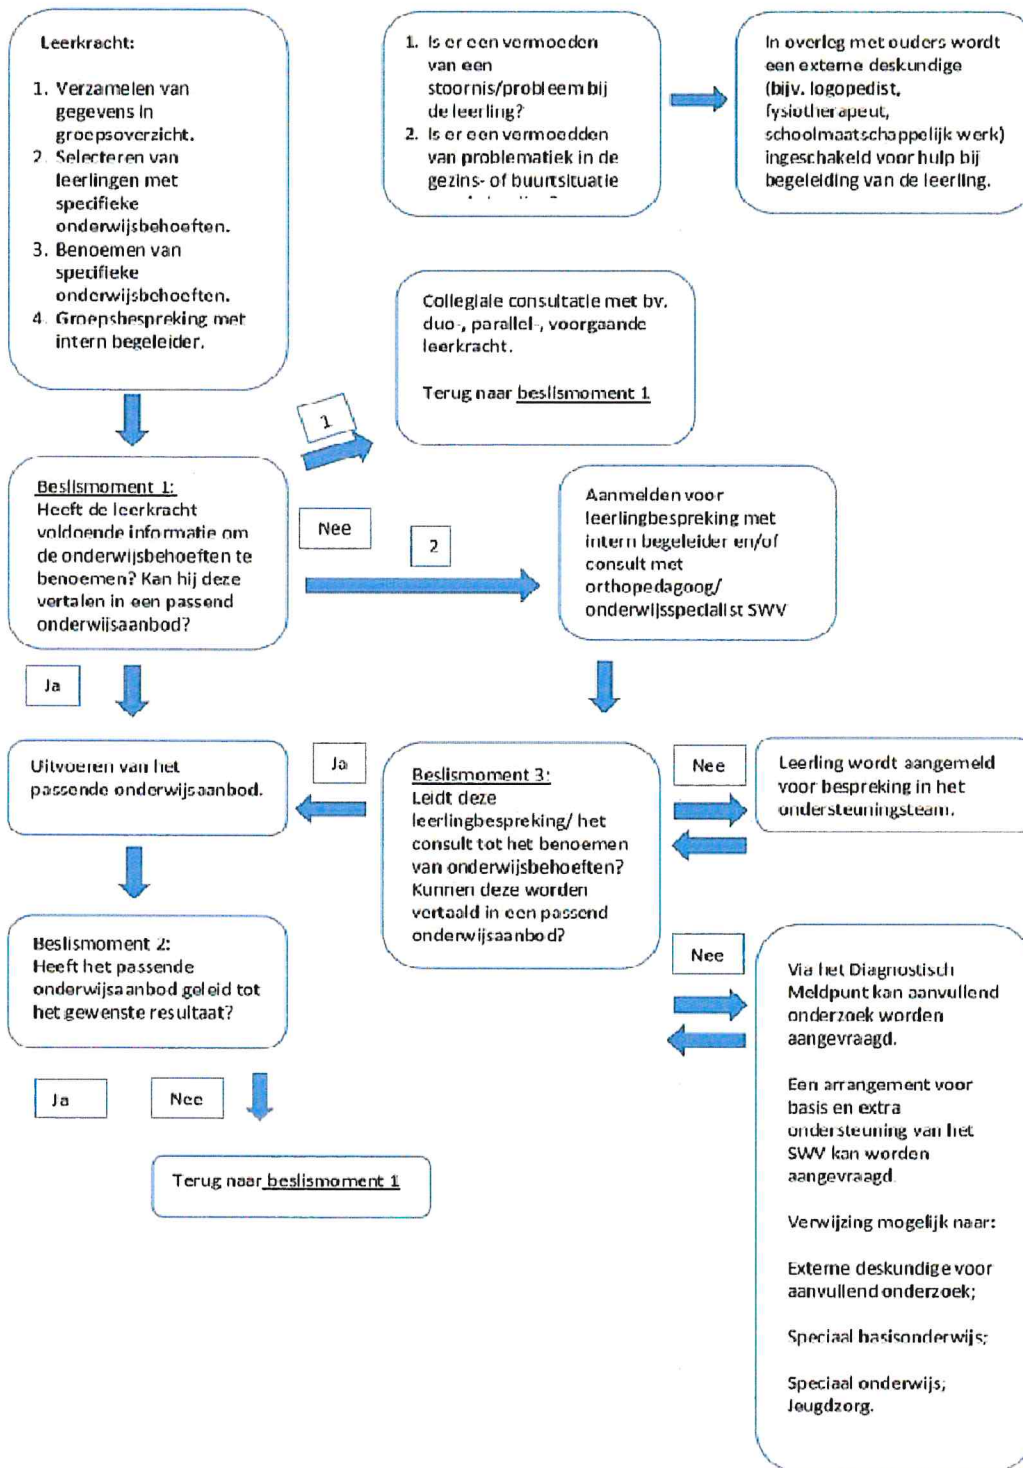 Leerkracht:
1. Verzamelen van
gegevens in
groepsoverzicht.
2. Selecteren van
leerlingen met
specifieke
onderwijsbehoeften.
3. Benoemen van
specifieke
onderwijsbehoeften.
4. Groepsbespreking met
intern begeleider.
1. Is er een vermoeden
van een
stoornis/probleem bij
de leerling?
2. Is er een vermoedden
van problematiek in de
gezins- of buurtsituatie
In overleg met ouders wordt
een externe deskundige
(bijv. logopedist,
fysiotherapeut,
schoolmaatschappelijk werk)
ingeschakeld voor hulp bij
begeleiding van de leerling.
Collegiale consultatie met bv.
duo-, parallel-, voorgaande
leerkracht.
Terug naar beslismoment 1
1
Beslismoment 1:
Heeft de leerkracht
voldoende informatie om
de onderwijsbehoeften te
benoemen? Kan hij deze
vertalen in een passend
onderwijsaanbod?
Nee
2
Aanmelden voor
leerlingbespreking met
intern begeleider en/of
consult met
orthopedagoog/
onderwijsspecialist SWV
Ja
Uitvoeren van het
passende onderwijsaanbod.
Ja
Beslismoment 3:
Leidt deze
leerlingbespreking/ het
consult tot het benoemen
van onderwijsbehoeften?
Kunnen deze worden
vertaald in een passend
onderwijsaanbod?
Nee
Leerling wordt aangemeld
voor bespreking in het
ondersteuningsteam.
Beslismoment 2:
Heeft het passende
onderwijsaanbod geleid tot
het gewenste resultaat?
Nee
Via het Diagnostisch
Meldpunt kan aanvullend
onderzoek worden
aangevraagd.
Een arrangement voor
basis en extra
ondersteuning van het
SWV kan worden
aangevraagd
Verwijzing mogelijk naar:
Externe deskundige voor
aanvullend onderzoek;
Speciaal basisonderwijs;
Speciaal onderwijs;
Jeugdzorg.
Ja
Nee
Terug naar beslismoment 1